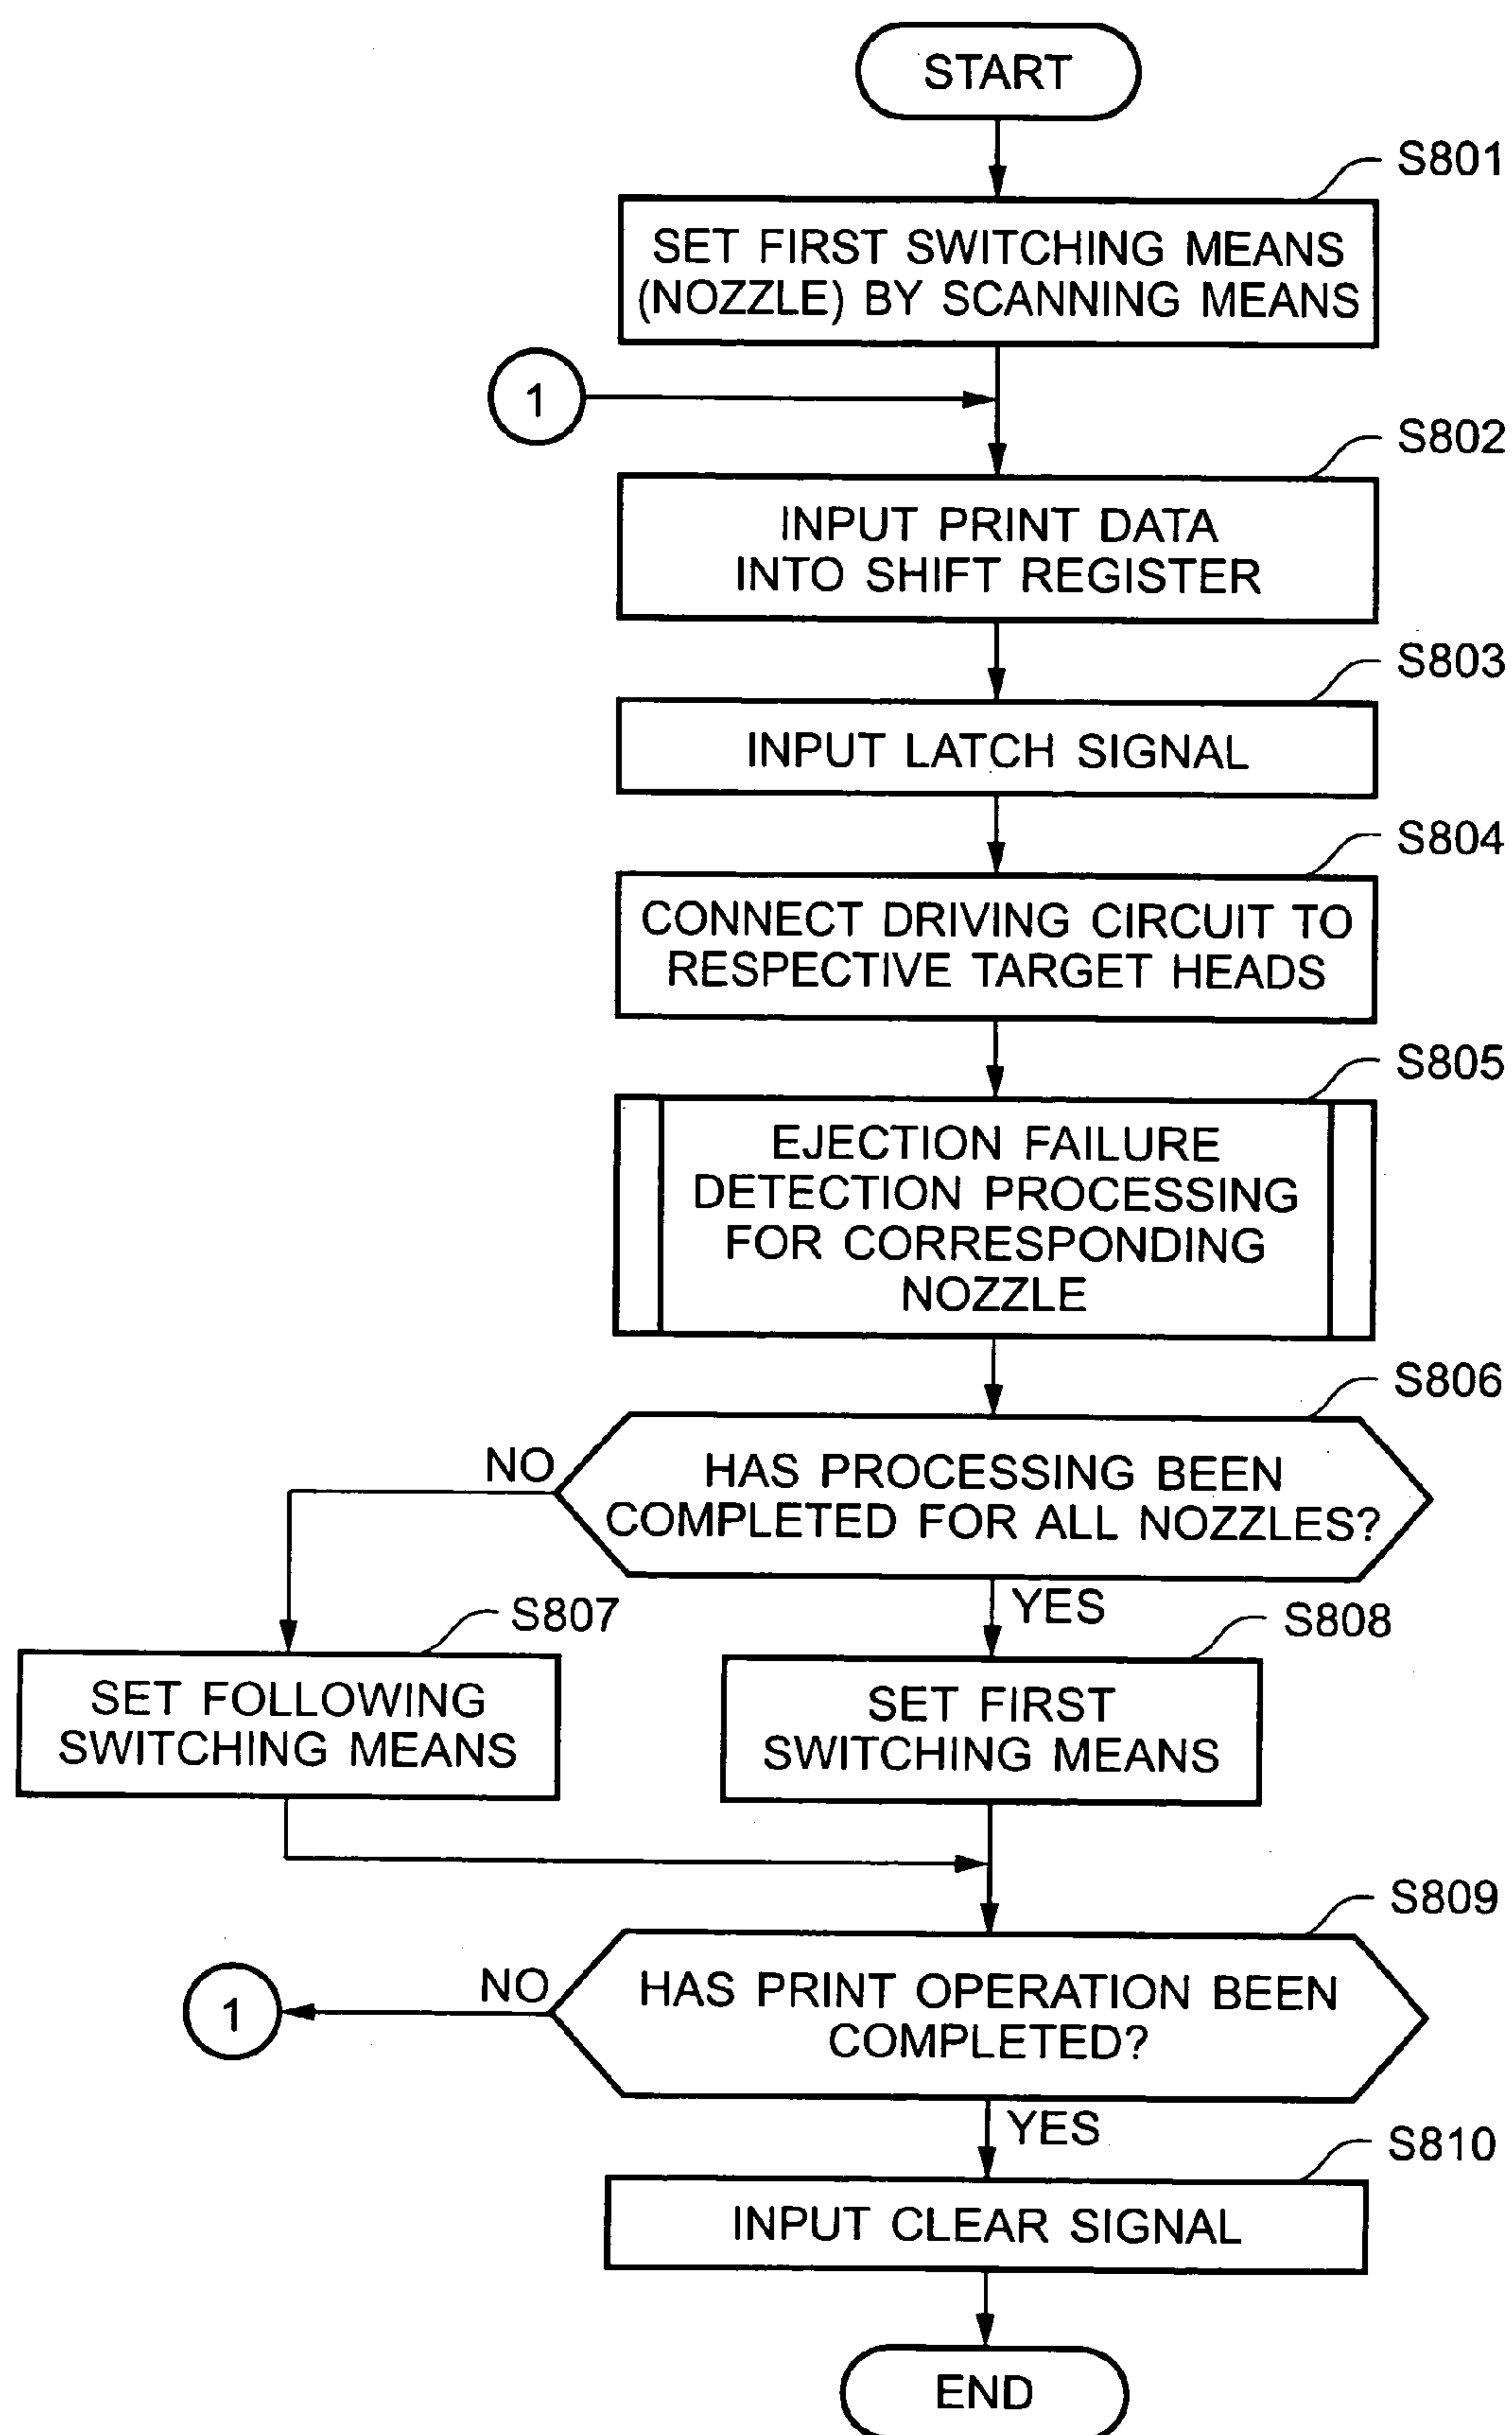 START
S801
SET FIRST SWITCHING MEANS
(NOZZLE) BY SCANNING MEANS
1
S802
INPUT PRINT DATA
INTO SHIFT REGISTER
S803
INPUT LATCH SIGNAL
S804
CONNECT DRIVING CIRCUIT TO
RESPECTIVE TARGET HEADS
S805
EJECTION FAILURE
DETECTION PROCESSING
FOR CORRESPONDING
NOZZLE
S806
NO
HAS PROCESSING BEEN
COMPLETED FOR ALL NOZZLES?
YES
S807
SET FOLLOWING
SWITCHING MEANS
S808
SET FIRST
SWITCHING MEANS
S809
NO
HAS PRINT OPERATION BEEN
COMPLETED?
1
YES
S810
INPUT CLEAR SIGNAL
END